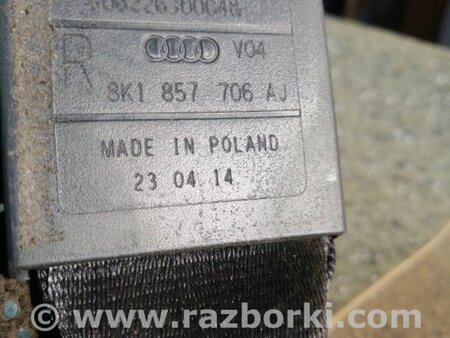 R V04
8K1 857 706 AJ
MADE IN POLAND
23 04 14
www.razborki.com